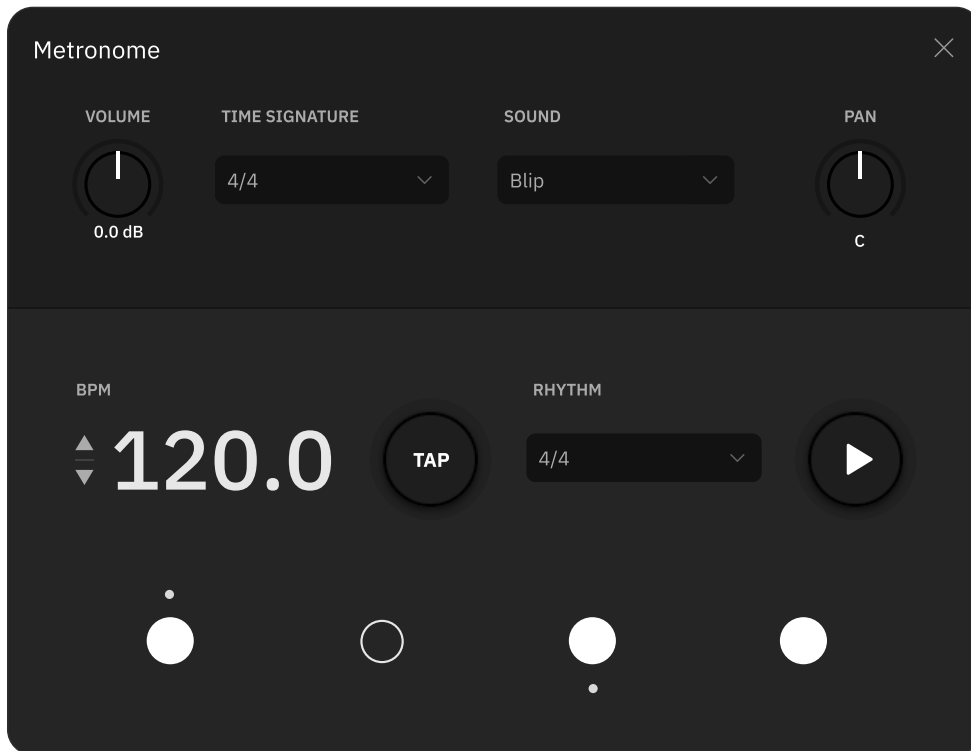 Metronome
VOLUME
TIME SIGNATURE
SOUND
PAN
4/4
Blip
0.0 dB
C
BPM
RHYTHM
120.0
TAP
4/4